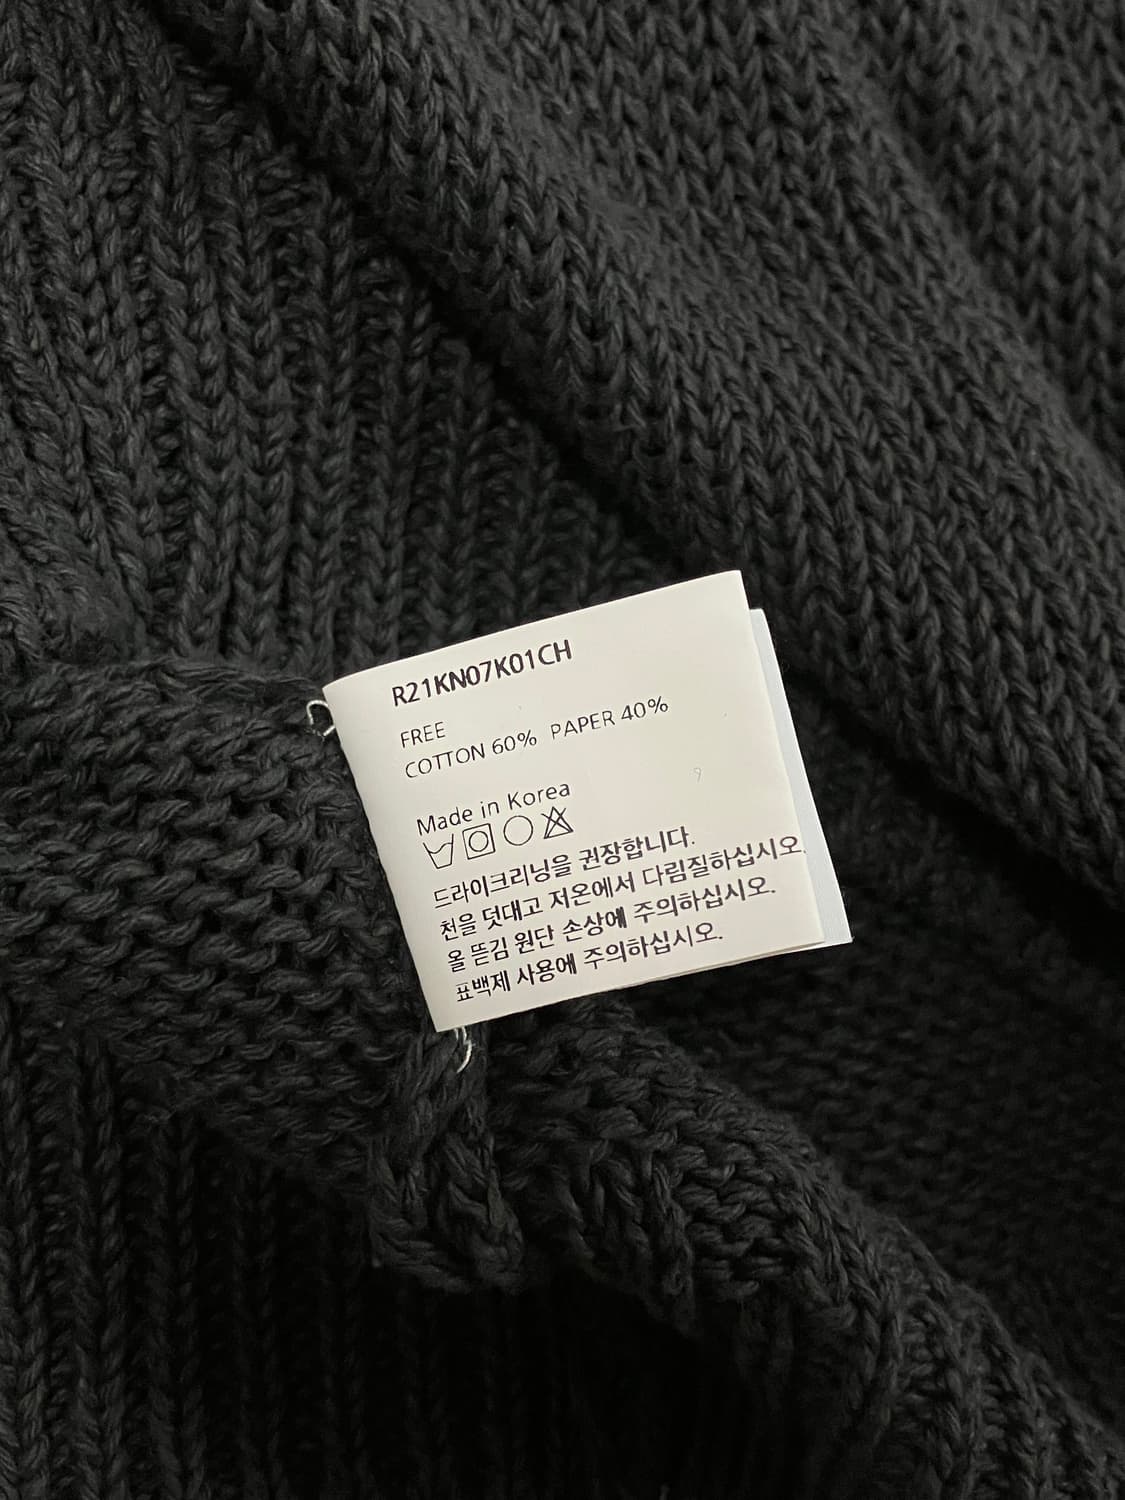 R21KN07K01CH
FREE
COTTON 60% PAPER 40%
Made in Korea
드라이크리닝을 권장합니다.
천을 덧대고 저온에서 다림질하십시오.
올 뜯김 원단 손상에 주의하십시오.
표백제 사용에 주의하십시오.